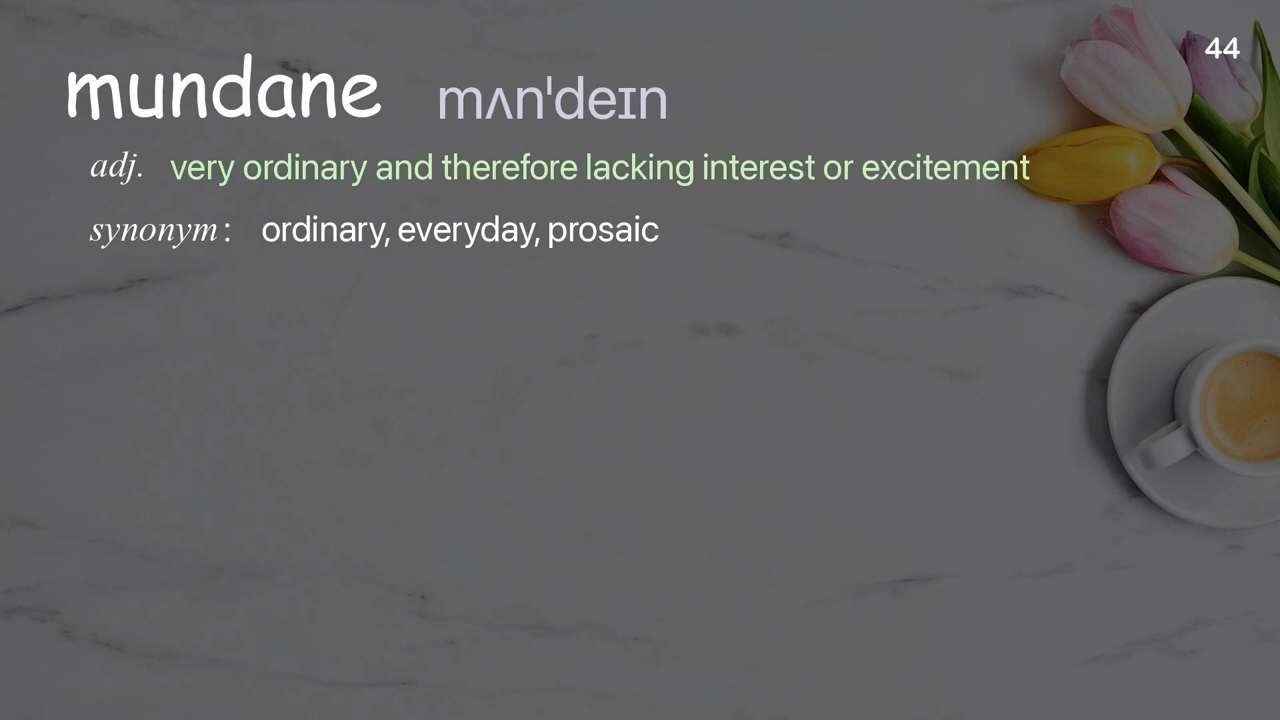 44
mundane mʌnˈdeɪn
adj. very ordinary and therefore lacking interest or excitement
synonym: ordinary, everyday, prosaic